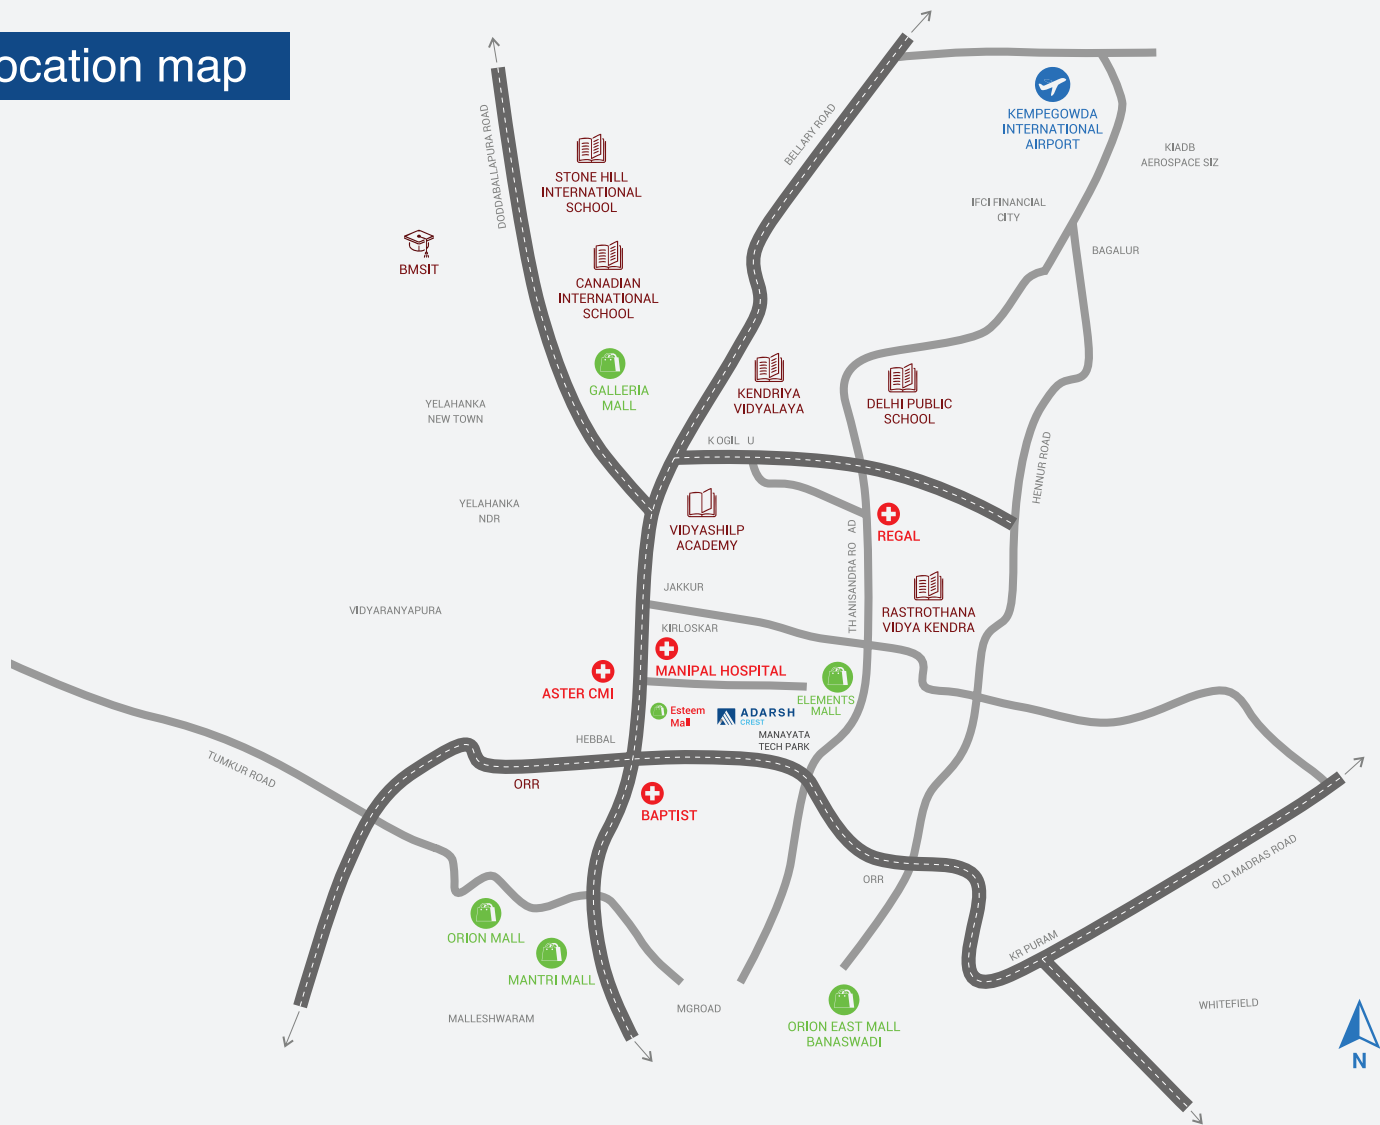 ocation map
DODDABALLAPURA ROAD
BELLARY ROAD
KEMPEGOWDA
INTERNATIONAL
AIRPORT
KIADB
AEROSPACE SIZ
STONE HILL
INTERNATIONAL
SCHOOL
IFCI FINANCIAL
CITY
BMSIT
BAGALUR
CANADIAN
INTERNATIONAL
SCHOOL
GALLERIA
MALL
KENDRIYA
VIDYALAYA
DELHI PUBLIC
SCHOOL
YELAHANKA
NEW TOWN
K OGIL U
HENNUR ROAD
YELAHANKA
NDR
VIDYASHILP
ACADEMY
REGAL
THANISANDRA RO AD
JAKKUR
VIDYARANYAPURA
RASTROTHANA
VIDYA KENDRA
KIRLOSKAR
MANIPAL HOSPITAL
ASTER CMI
ELEMENTS
MALL
Esteem
Mall
ADARSH
CREST
HEBBAL
MANAYATA
TECH PARK
TUMKUR ROAD
ORR
BAPTIST
ORR
OLD MADRAS ROAD
ORION MALL
KR PURAM
MANTRI MALL
MALLESHWARAM
MGROAD
WHITEFIELD
ORION EAST MALL
BANASWADI
N